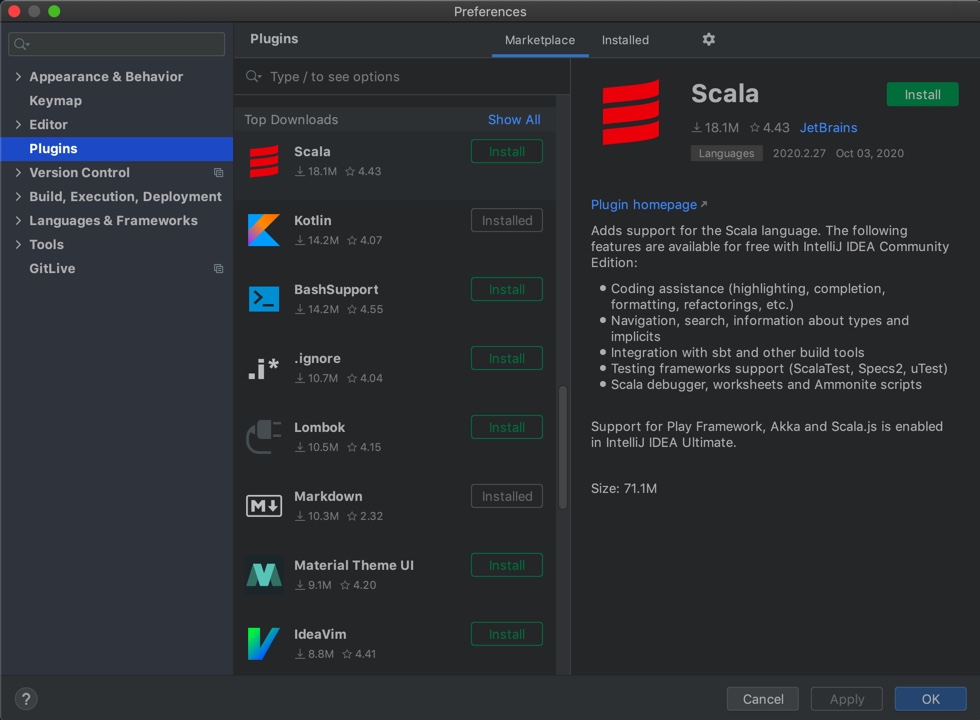 Preferences
Appearance & Behavior
Keymap
Editor
Plugins
Version Control
Build, Execution, Deployment
Languages & Frameworks
Tools
GitLive
Plugins
Marketplace
Installed
Type / to see options
Top Downloads
Show All
Scala
18.1M 4.43
Install
Kotlin
14.2M 4.07
Installed
BashSupport
14.2M 4.55
Install
.i*
.ignore
10.7M 4.04
Install
Lombok
10.5M 4.15
Install
M
Markdown
10.3M 2.32
Installed
Material Theme UI
9.1M 4.20
Install
IdeaVim
8.8M 4.41
Install
Scala
Install
18.1M 4.43 JetBrains
Languages 2020.2.27 Oct 03, 2020
Plugin homepage
Adds support for the Scala language. The following
features are available for free with IntelliJ IDEA Community
Edition:
Coding assistance (highlighting, completion,
formatting, refactorings, etc.)
Navigation, search, information about types and
implicits
Integration with sbt and other build tools
Testing frameworks support (ScalaTest, Specs2, uTest)
Scala debugger, worksheets and Ammonite scripts
Support for Play Framework, Akka and Scala.js is enabled
in IntelliJ IDEA Ultimate.
Size: 71.1M
?
Cancel
Apply
OK